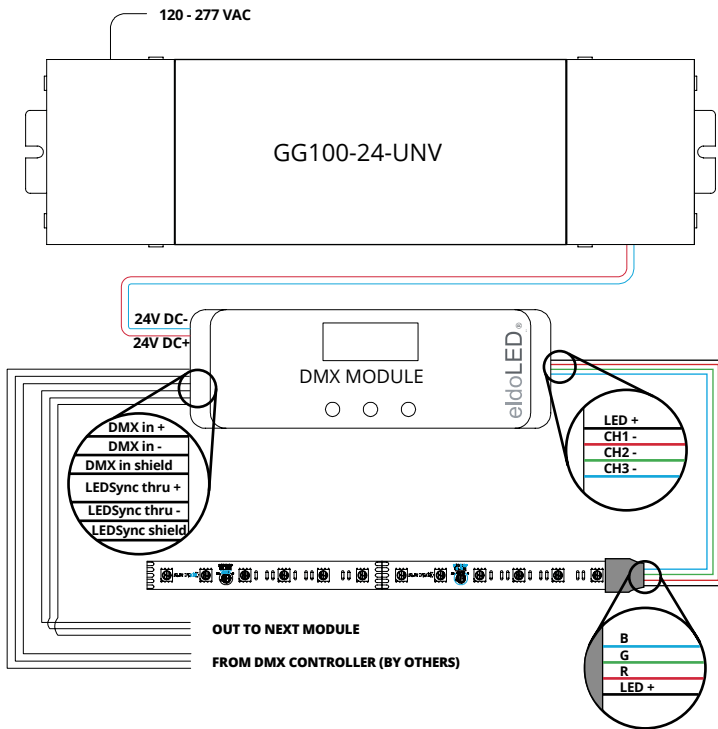 120 - 277 VAC
GG100-24-UNV
24V DC-
24V DC+
DMX MODULE
eldoLED®
DMX in +
DMX in -
DMX in shield
LEDSync thru +
LEDSync thru -
LEDSync shield
LED +
CH1 -
CH2 -
CH3 -
OUT TO NEXT MODULE
FROM DMX CONTROLLER (BY OTHERS)
B
G
R
LED +